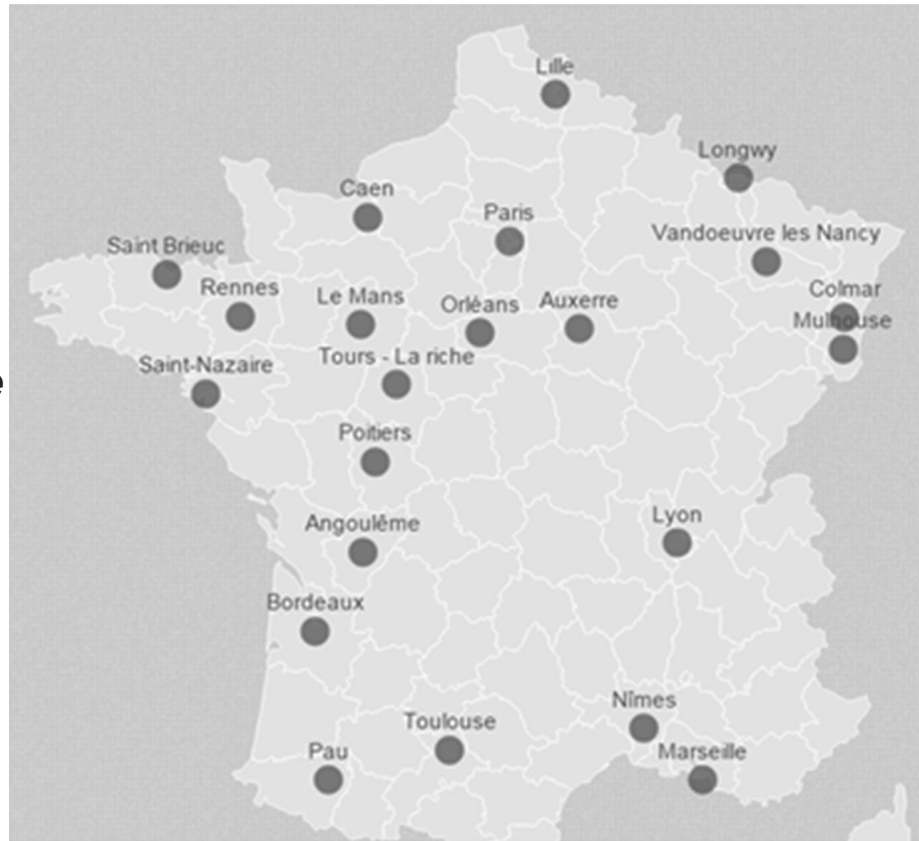 Lille
Longwy
Caen
Paris
Vandoeuvre les Nancy
Saint Brieuc
Rennes
Le Mans
Orléans
Auxerre
Colmar
Mulhouse
Tours - La riche
Saint-Nazaire
e
Poitiers
Lyon
Angoulême
Bordeaux
Nîmes
Toulouse
Pau
Marseille